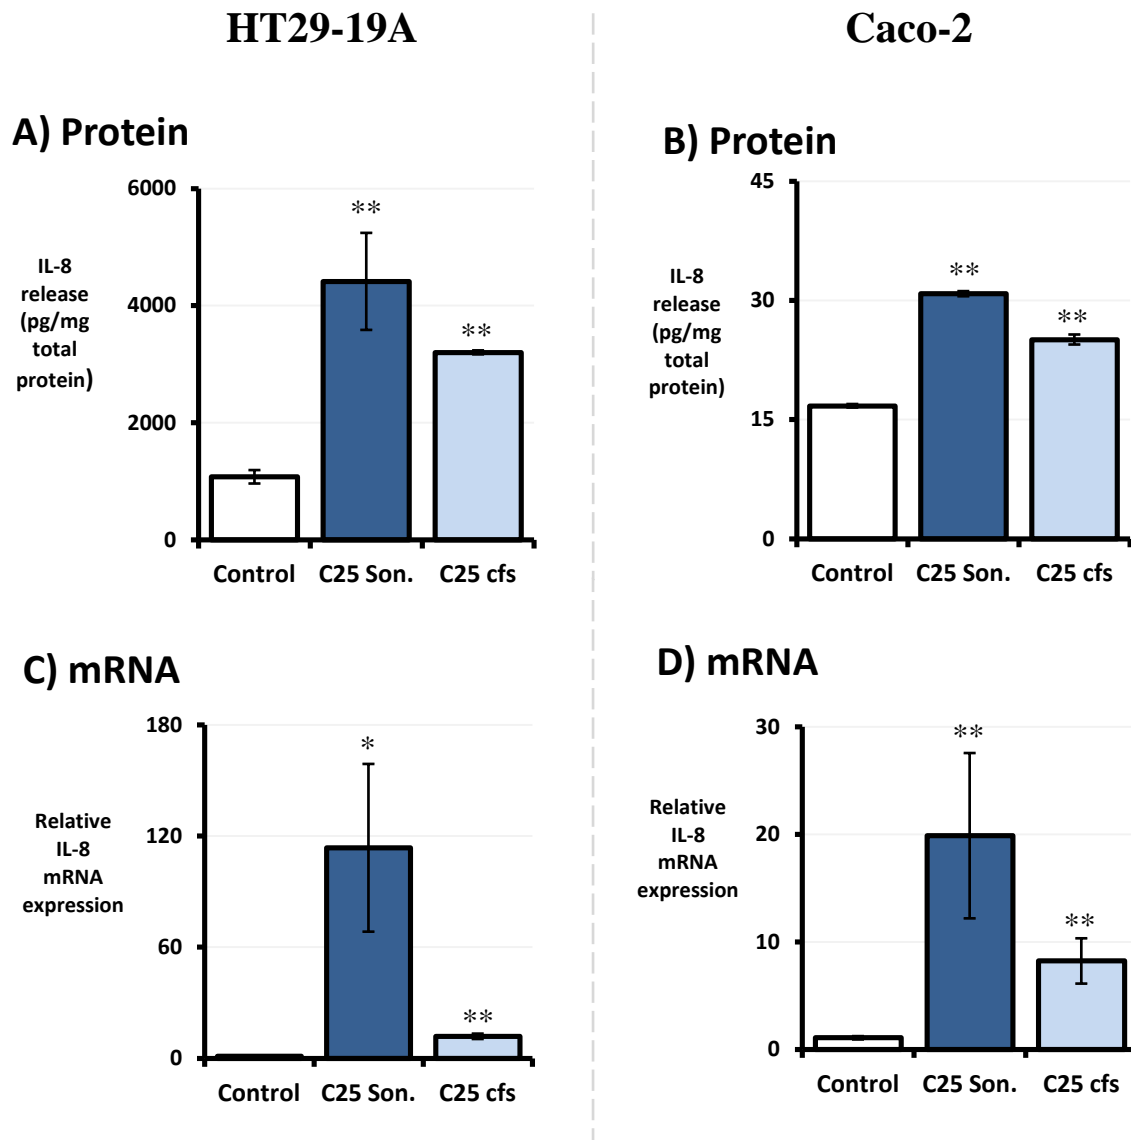 HT29-19A
Caco-2
A) Protein
6000
4000
2000
0
IL-8
release
(pg/mg
total
protein)
**
**
Control
C25 Son.
C25 cfs
B) Protein
45
30
15
0
IL-8
release
(pg/mg
total
protein)
**
**
Control
C25 Son.
C25 cfs
C) mRNA
180
120
60
0
Relative
IL-8
mRNA
expression
*
**
Control
C25 Son.
C25 cfs
D) mRNA
30
20
10
0
Relative
IL-8
mRNA
expression
**
**
Control
C25 Son.
C25 cfs